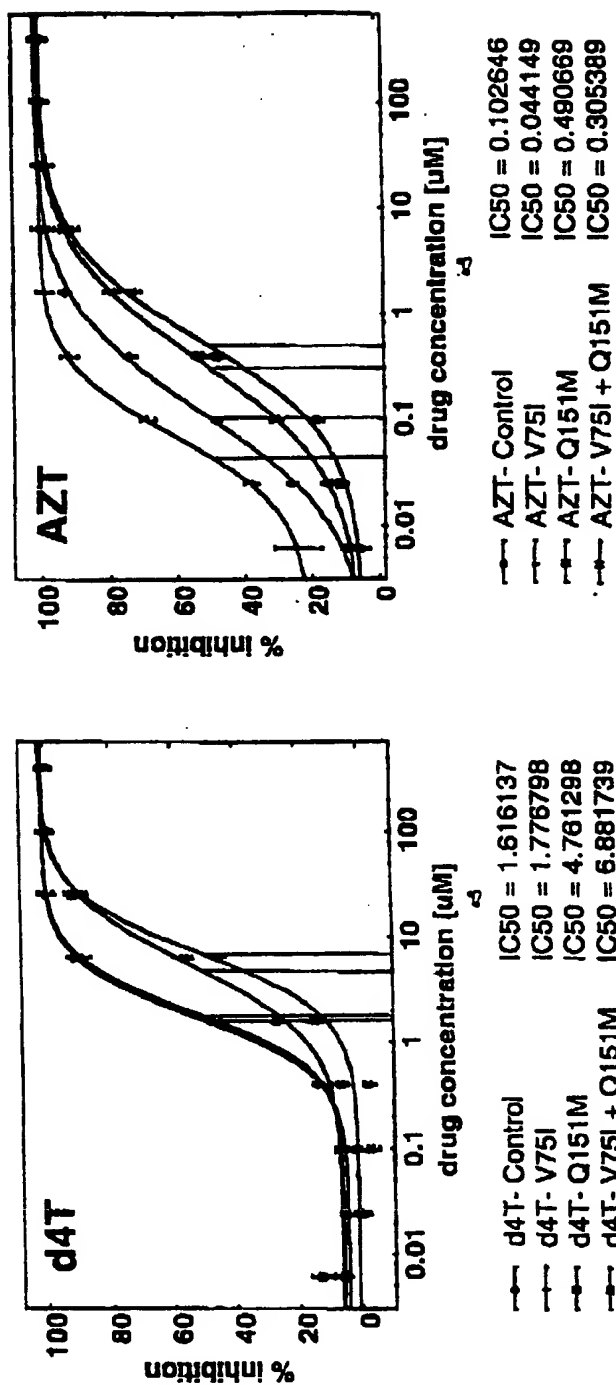 AZT
% inhibition
100
80
60
40
20
0
0.01
0.1
1
10
100
drug concentration [uM]
AZT- Control IC50 = 0.102646
AZT- V75I IC50 = 0.044149
AZT- Q151M IC50 = 0.490669
AZT- V75I + Q151M IC50 = 0.305389
d4T
% inhibition
100
80
60
40
20
0
0.01
0.1
1
10
100
drug concentration [uM]
d4T- Control IC50 = 1.616137
d4T- V75I IC50 = 1.776798
d4T- Q151M IC50 = 4.761298
d4T- V75I + Q151M IC50 = 6.881739